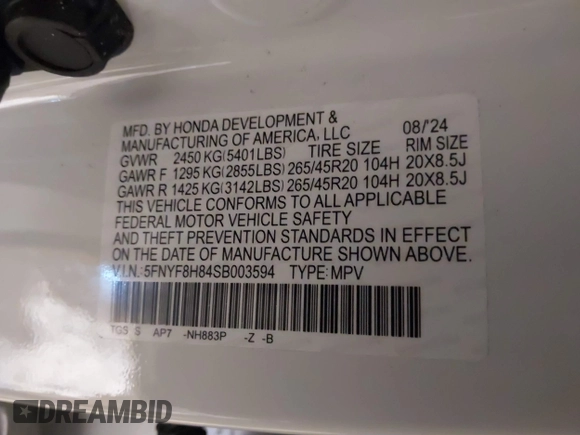 MFD. BY HONDA DEVELOPMENT &
MANUFACTURING OF AMERICA, LLC 08/'24
GVWR 2450 KG(5401LBS) TIRE SIZE RIM SIZE
GAWR F 1295 KG(2855LBS) 265/45R20 104H 20X8.5J
GAWR R 1425 KG(3142LBS) 265/45R20 104H 20X8.5J
THIS VEHICLE CONFORMS TO ALL APPLICABLE
FEDERAL MOTOR VEHICLE SAFETY
AND THEFT PREVENTION STANDARDS IN EFFECT
ON THE DATE OF MANUFACTURE SHOWN ABOVE.
V.I.N.:5FNYF8H84SB003594 TYPE:MPV
TG5 S AP7 -NH883P -Z -B
DREAMBID